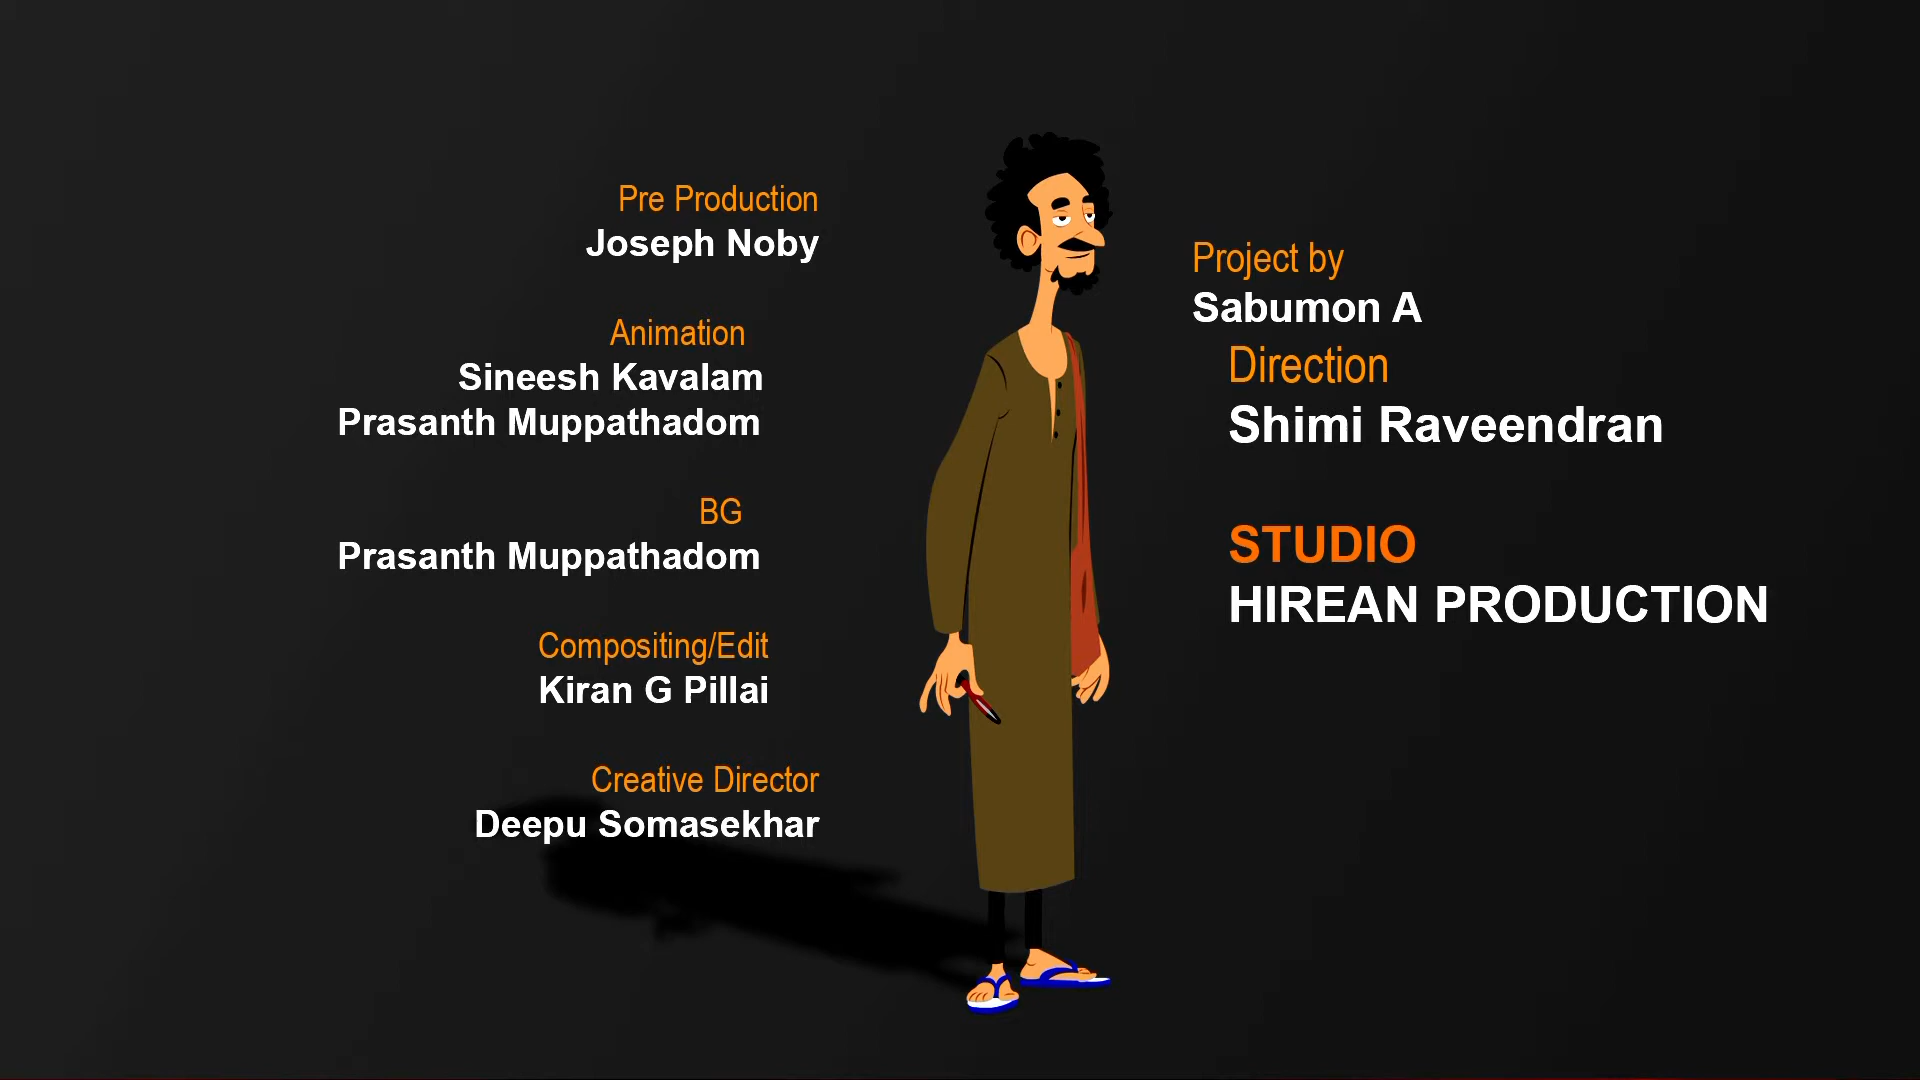 Pre Production
Joseph Noby
Animation
Sineesh Kavalam
Prasanth Muppathadom
BG
Prasanth Muppathadom
Compositing/Edit
Kiran G Pillai
Creative Director
Deepu Somasekhar
Project by
Sabumon A
Direction
Shimi Raveendran
STUDIO
HIREAN PRODUCTION